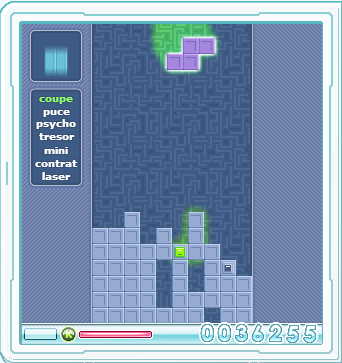 coupe
puce
psycho
tresor
mini
contrat
laser
0036255